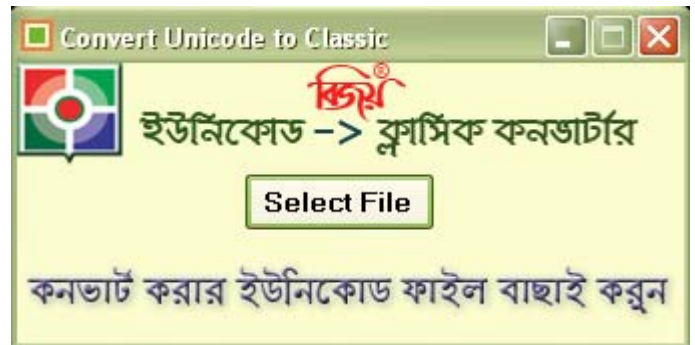 Convert Unicode to Classic
বিজয়®
ইউনিকোড -> ক্লাসিক কনভার্টার
Select File
কনভার্ট করার ইউনিকোড ফাইল বাছাই করুন